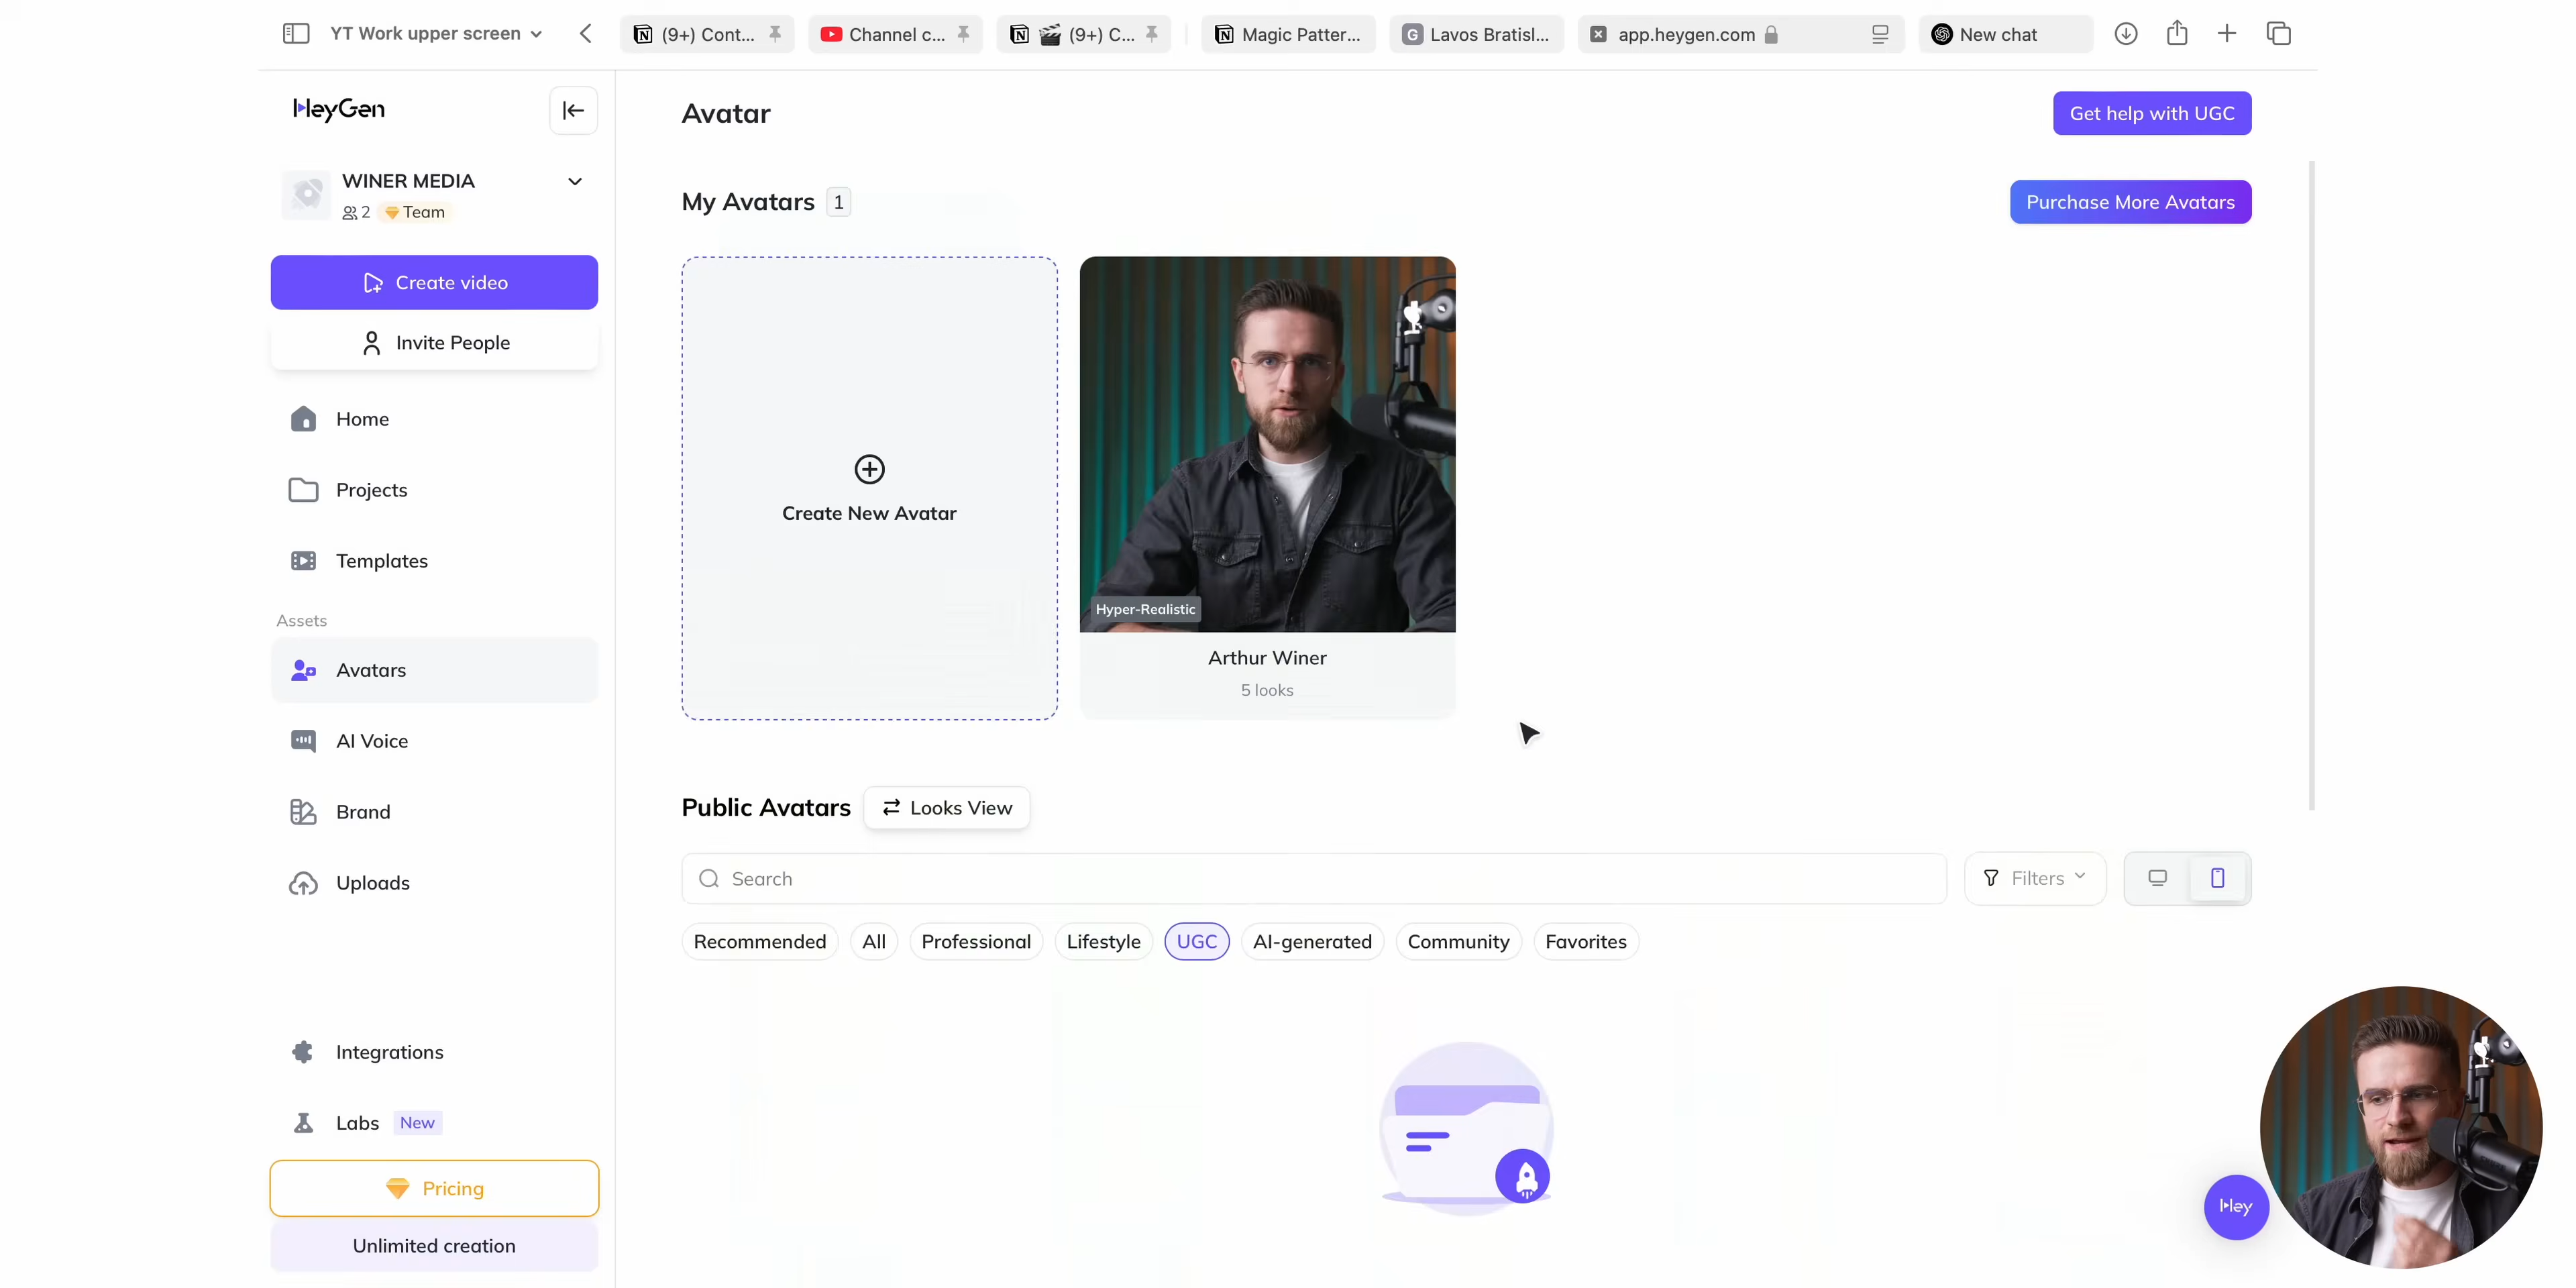 YT Work upper screen
(9+) Cont...
Channel c...
(9+) C...
Magic Patter...
G Lavos Bratisl...
app.heygen.com
New chat
HeyGen
WINER MEDIA
2 Team
Create video
Invite People
Home
Projects
Templates
Assets
Avatars
AI Voice
Brand
Uploads
Integrations
Labs New
Pricing
Unlimited creation
Avatar
Get help with UGC
My Avatars 1
Purchase More Avatars
Create New Avatar
Hyper-Realistic
Arthur Winer
5 looks
Public Avatars
Looks View
Search
Filters
Recommended
All
Professional
Lifestyle
UGC
AI-generated
Community
Favorites
Hey